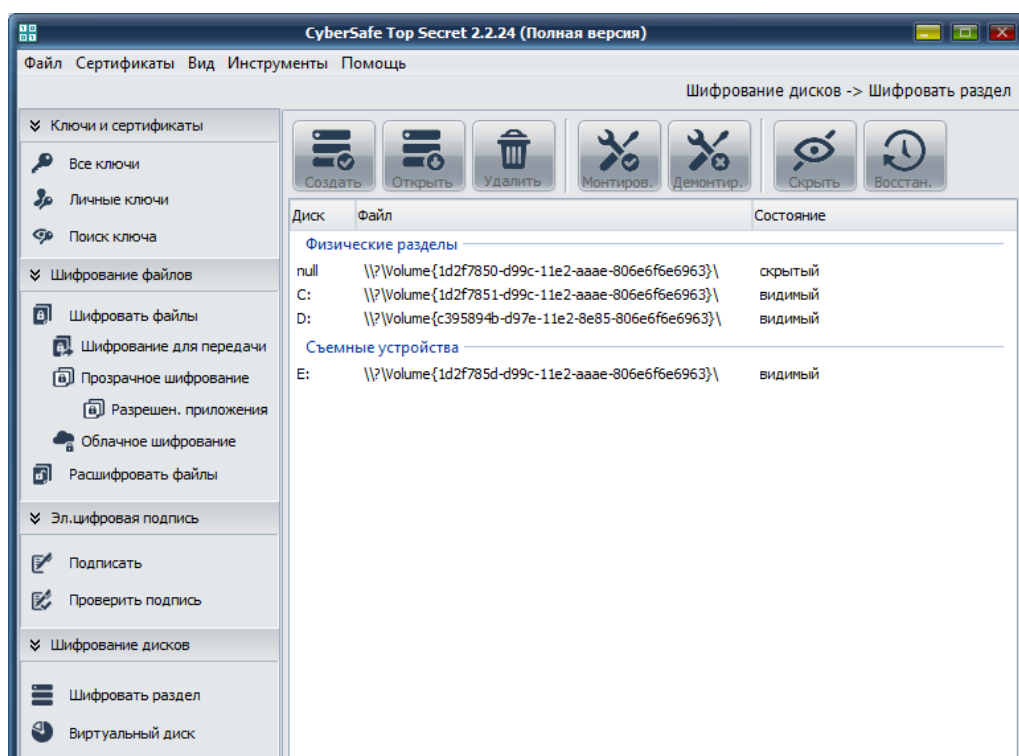 CyberSafe Top Secret 2.2.24 (Полная версия)
Файл Сертификаты Вид Инструменты Помощь
Шифрование дисков -> Шифровать раздел
Ключи и сертификаты
Все ключи
Личные ключи
Поиск ключа
Шифрование файлов
Шифровать файлы
Шифрование для передачи
Прозрачное шифрование
Разрешен. приложения
Облачное шифрование
Расшифровать файлы
Эл.цифровая подпись
Подписать
Проверить подпись
Шифрование дисков
Шифровать раздел
Виртуальный диск
Создать Открыть Удалить Монтиров. Демонтир. Скрыть Восстан.
Диск Файл Состояние
Физические разделы
null \\?\Volume{1d2f7850-d99c-11e2-aaae-806e6f6e6963}\ скрытый
C: \\?\Volume{1d2f7851-d99c-11e2-aaae-806e6f6e6963}\ видимый
D: \\?\Volume{c395894b-d97e-11e2-8e85-806e6f6e6963}\ видимый
Съемные устройства
E: \\?\Volume{1d2f785d-d99c-11e2-aaae-806e6f6e6963}\ видимый